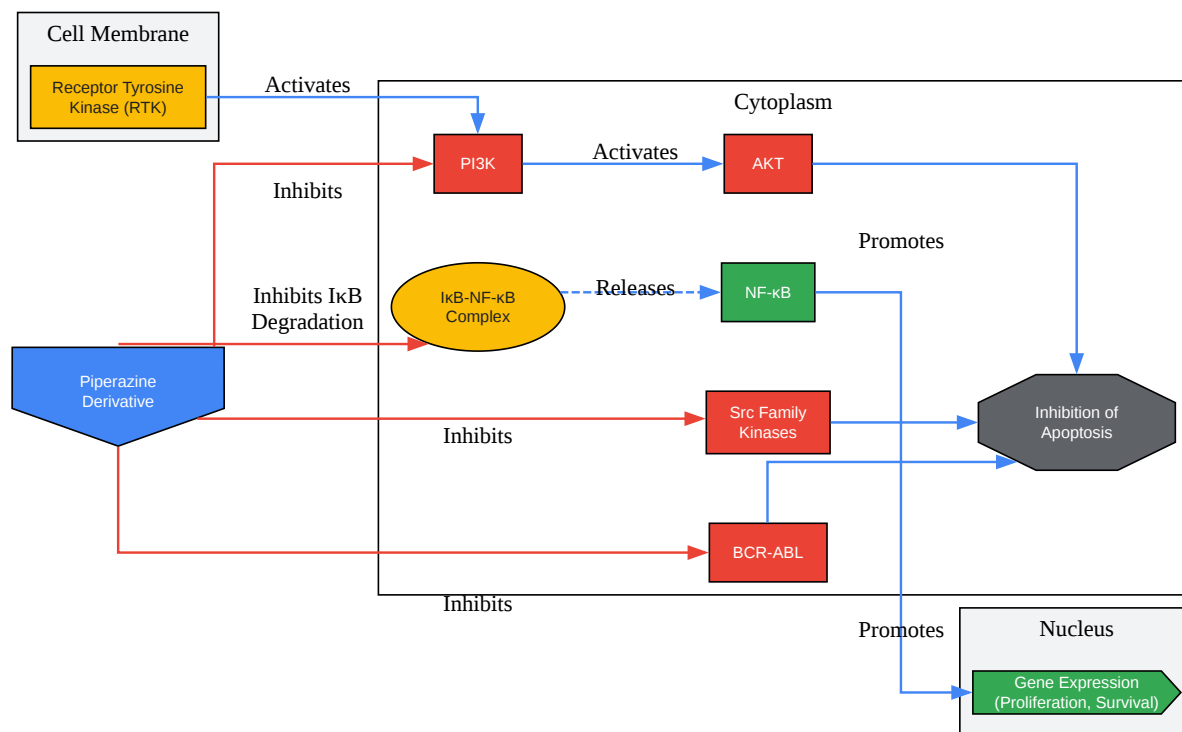 Cell Membrane
Receptor Tyrosine
Kinase (RTK)
Activates
Cytoplasm
PI3K
Activates
AKT
Inhibits
Promotes
Inhibits IκB
Degradation
IκB-NF-κB
Complex
Releases
NF-κB
Piperazine
Derivative
Inhibits
Src Family
Kinases
Inhibition of
Apoptosis
BCR-ABL
Inhibits
Promotes
Nucleus
Gene Expression
(Proliferation, Survival)